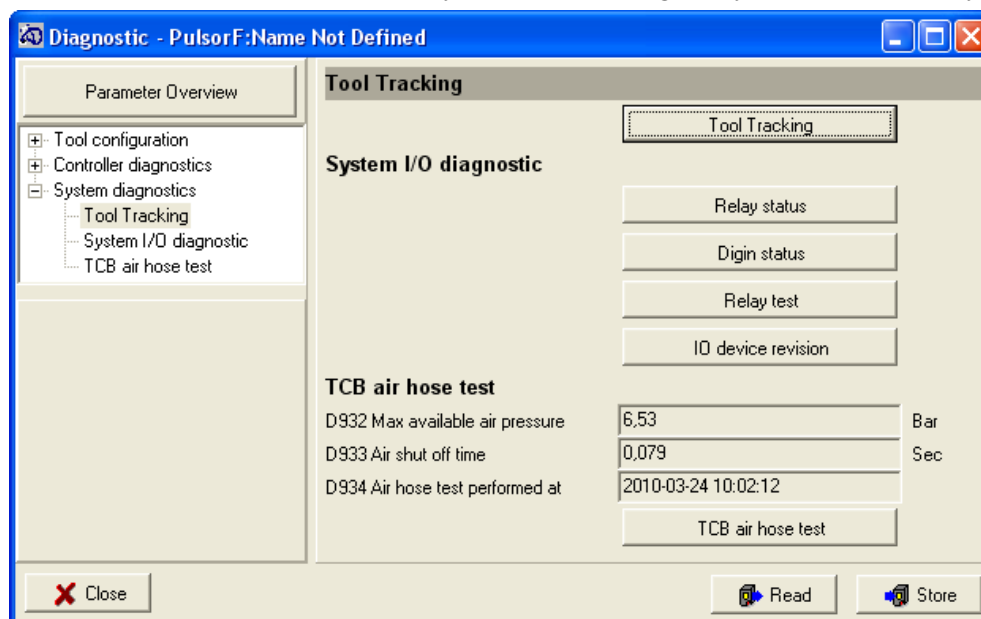 Diagnostic - PulsorF:Name Not Defined
Parameter Overview
Tool configuration
Controller diagnostics
System diagnostics
Tool Tracking
System I/O diagnostic
TCB air hose test
Tool Tracking
Tool Tracking
System I/O diagnostic
Relay status
Digin status
Relay test
IO device revision
TCB air hose test
D932 Max available air pressure 6,53 Bar
D933 Air shut off time 0,079 Sec
D934 Air hose test performed at 2010-03-24 10:02:12
TCB air hose test
Close Read Store